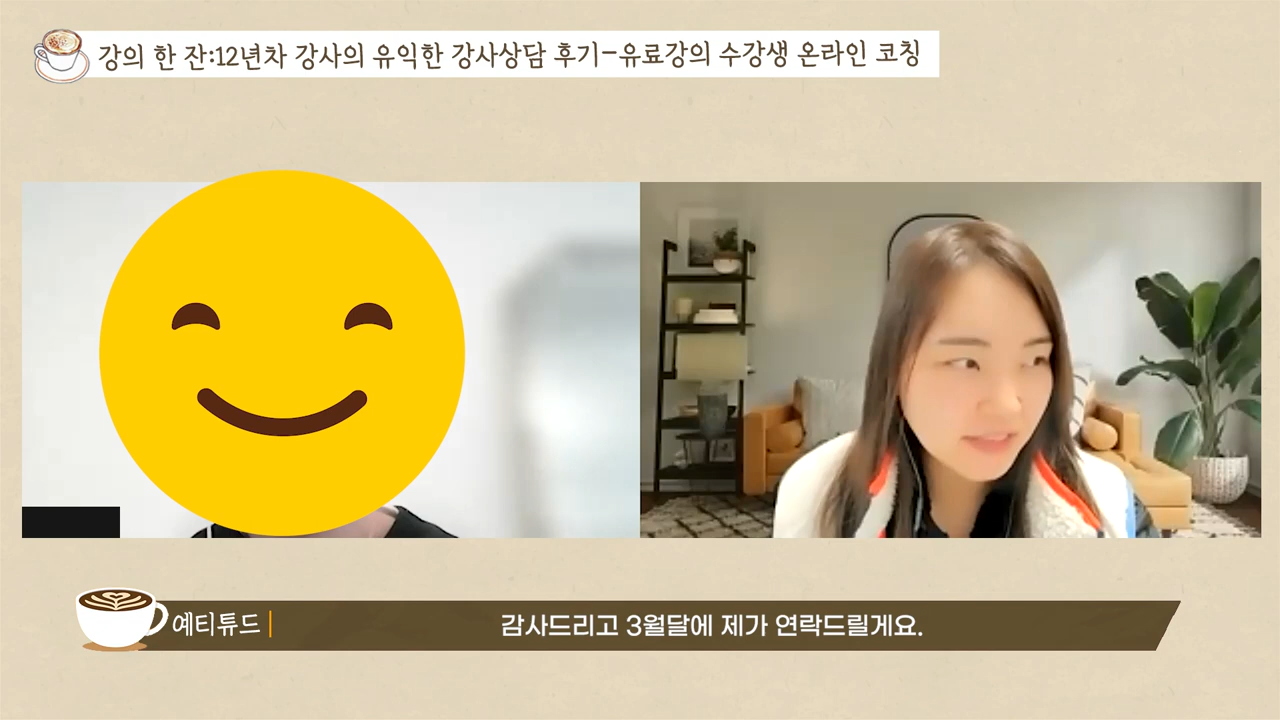 강의 한 잔:12년차 강사의 유익한 강사상담 후기-유료강의 수강생 온라인 코칭
예티튜드
감사드리고 3월달에 제가 연락드릴게요.